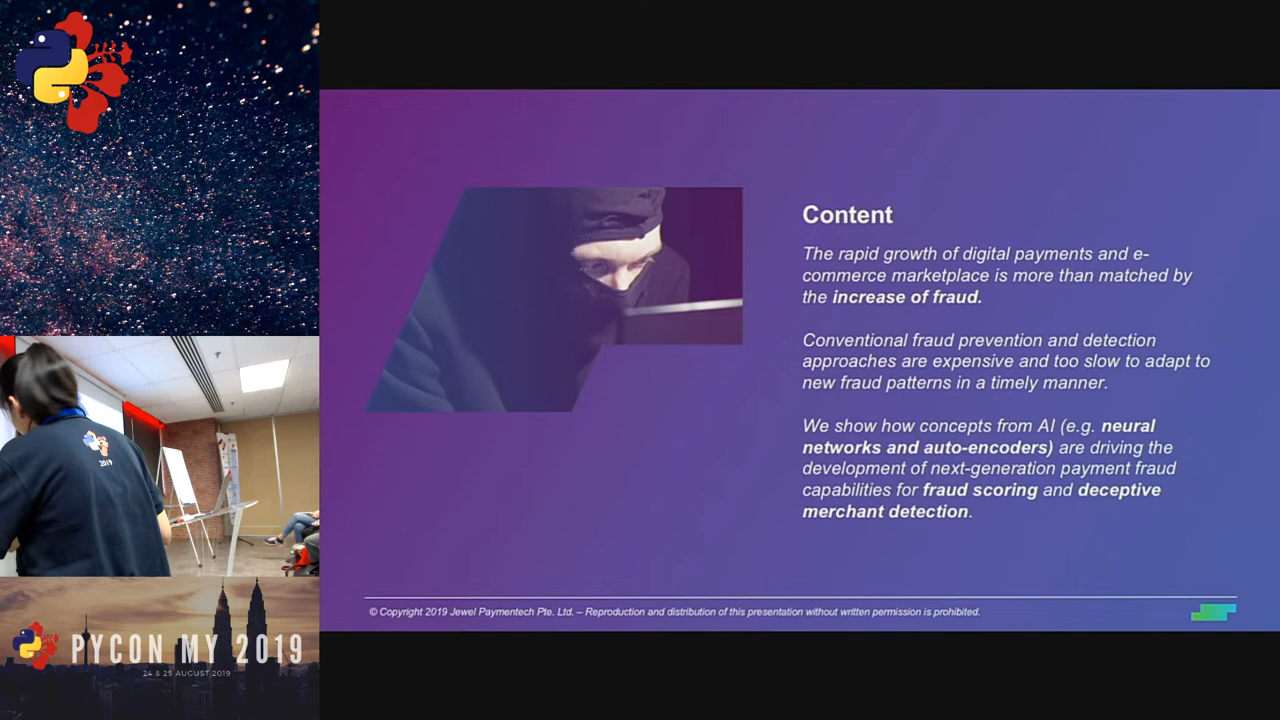 Content
The rapid growth of digital payments and e-
commerce marketplace is more than matched by
the increase of fraud.
Conventional fraud prevention and detection
approaches are expensive and too slow to adapt to
new fraud patterns in a timely manner.
We show how concepts from AI (e.g. neural
networks and auto-encoders) are driving the
development of next-generation payment fraud
capabilities for fraud scoring and deceptive
merchant detection.
© Copyright 2019 Jewel Paymentech Pte. Ltd. – Reproduction and distribution of this presentation without written permission is prohibited.
2019
PYCON MY 2019
24 & 25 AUGUST 2019